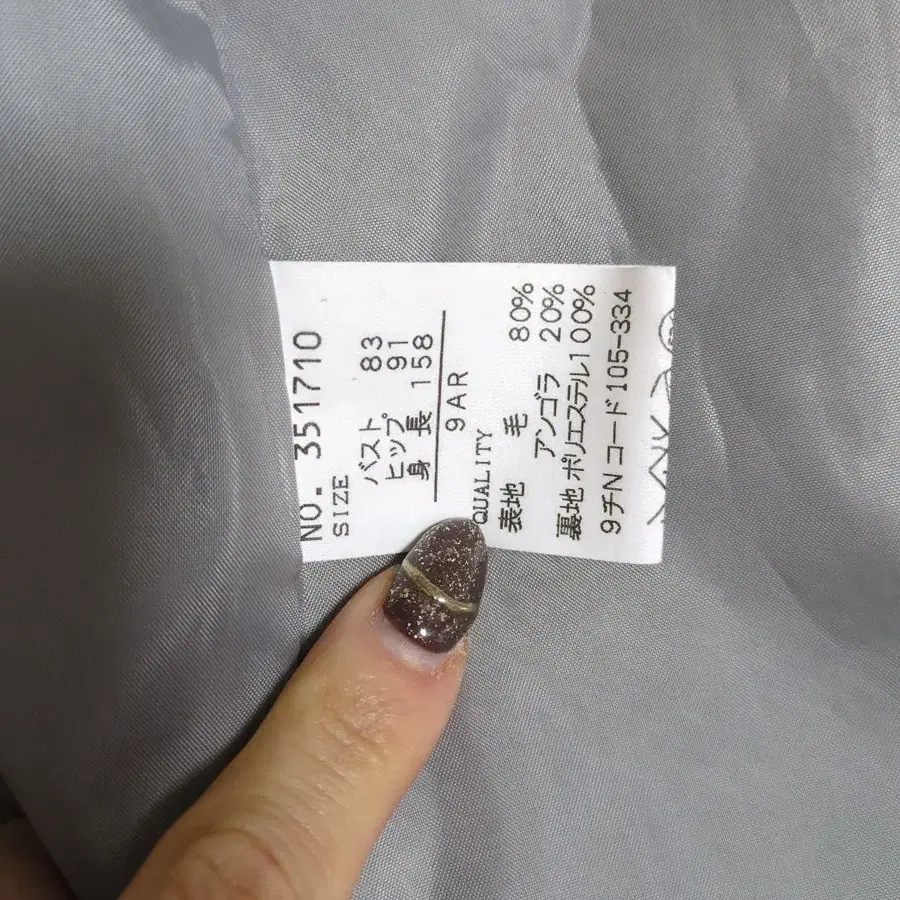 NO. 351710
SIZE
バスト 83
ヒップ 91
身長 158
9AR
QUALITY
表地 毛 80%
アンゴラ 20%
裏地 ポリエステル100%
9チN コード105-334